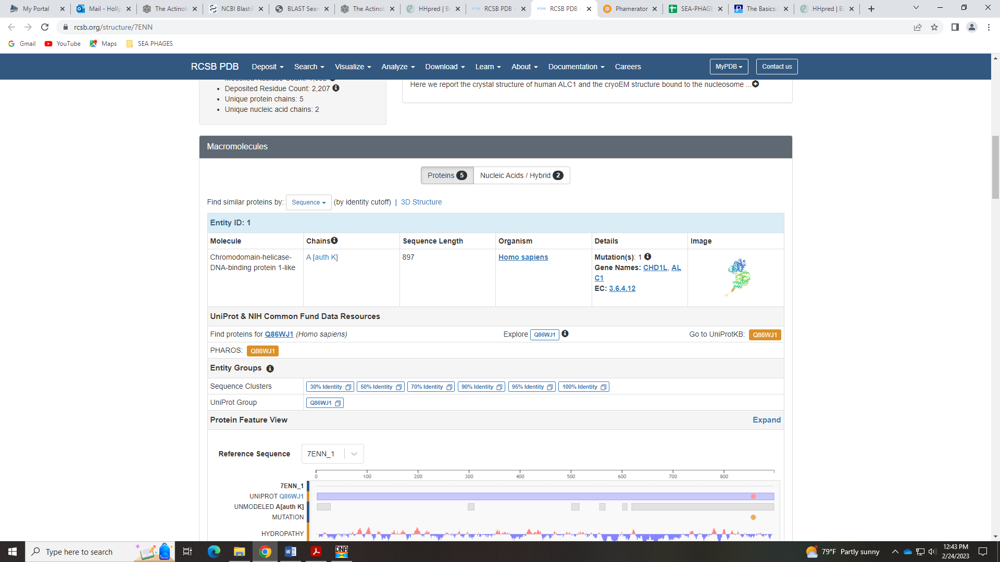 My Portal
Mail - Holly
The Actinob
NCBI BlastP
BLAST Sear
The Actinob
HHpred | Bi
RCSB PDB -
RCSB PDB -
Phamerator
SEA-PHAGE
The Basics:
HHpred | Bi
rcsb.org/structure/7ENN
Gmail
YouTube
Maps
SEA PHAGES
RCSB PDB Deposit Search Visualize Analyze Download Learn About Documentation Careers MyPDB Contact us
Deposited Residue Count: 2,207
Unique protein chains: 5
Unique nucleic acid chains: 2
Here we report the crystal structure of human ALC1 and the cryoEM structure bound to the nucleosome ...
Macromolecules
Proteins 5 Nucleic Acids / Hybrid 2
Find similar proteins by: Sequence (by identity cutoff) | 3D Structure
Entity ID: 1
Molecule Chains Sequence Length Organism Details Image
Chromodomain-helicase-
DNA-binding protein 1-like
A [auth K]
897
Homo sapiens
Mutation(s): 1
Gene Names: CHD1L, AL
C1
EC: 3.6.4.12
UniProt & NIH Common Fund Data Resources
Find proteins for Q86WJ1 (Homo sapiens) Explore Q86WJ1 Go to UniProtKB: Q86WJ1
PHAROS: Q86WJ1
Entity Groups
Sequence Clusters 30% Identity 50% Identity 70% Identity 90% Identity 95% Identity 100% Identity
UniProt Group Q86WJ1
Protein Feature View Expand
Reference Sequence 7ENN_1
0 100 200 300 400 500 600 700 800
7ENN_1
UNIPROT Q86WJ1
UNMODELED A[auth K]
MUTATION
HYDROPATHY
Type here to search
DNA
79°F Partly sunny
12:43 PM
2/24/2023